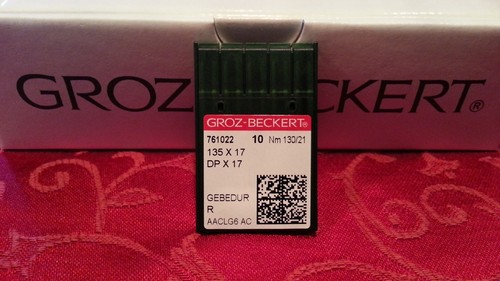 GROZ-BECKERT®
GROZ-BECKERT®
761022 10 Nm 130/21
135 X 17
DP X 17
GEBEDUR
R
AACLG6 AC